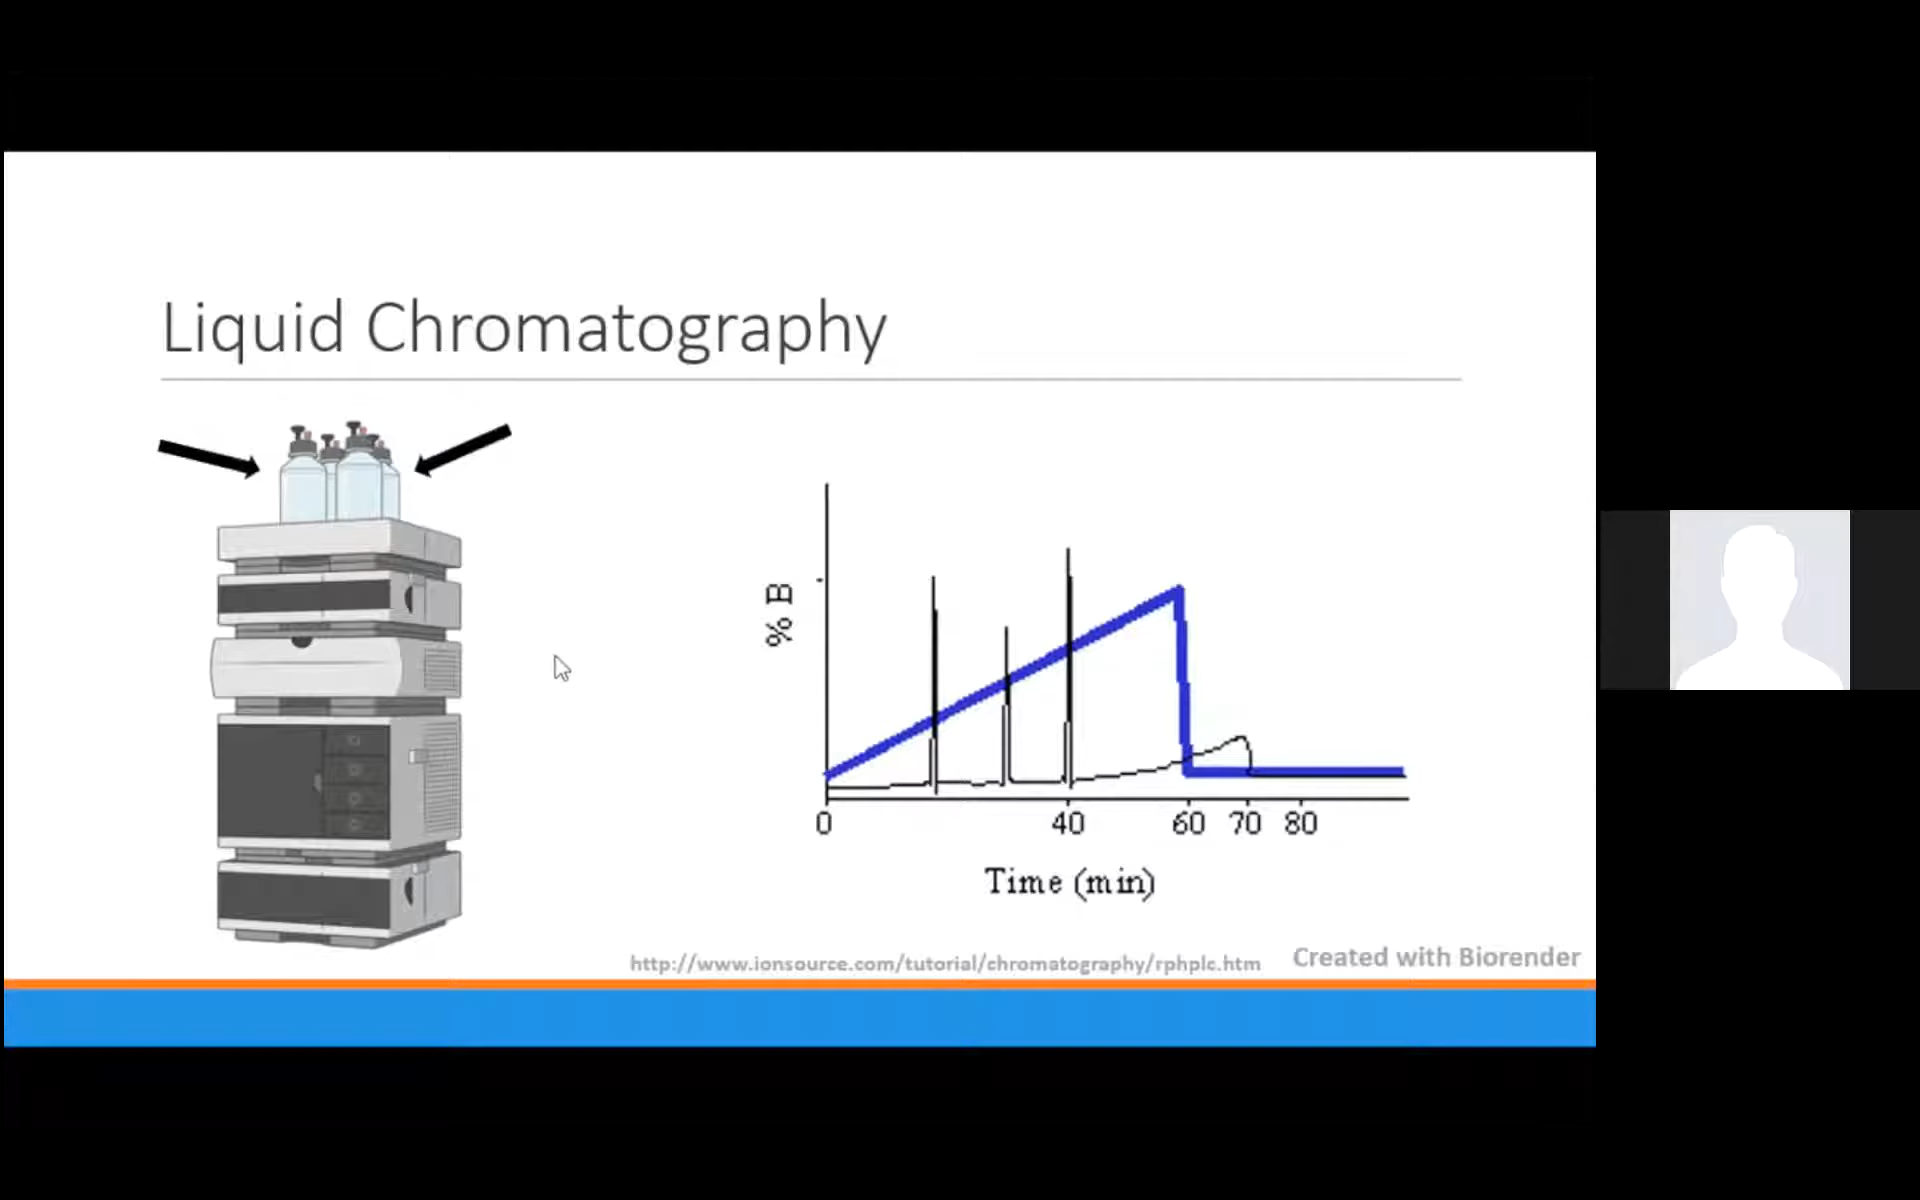 Liquid Chromatography
% B
0 40 60 70 80
Time (min)
http://www.ionsource.com/tutorial/chromatography/rphplc.htm
Created with Biorender